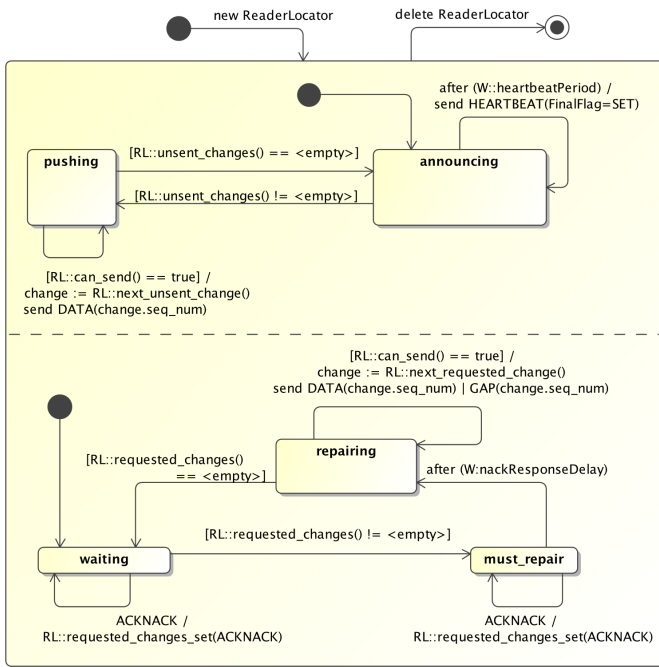 new ReaderLocator
delete ReaderLocator
after (W::heartbeatPeriod) /
send HEARTBEAT(FinalFlag=SET)
pushing
[RL::unsent_changes() == <empty>]
announcing
[RL::unsent_changes() != <empty>]
[RL::can_send() == true] /
change := RL::next_unsent_change()
send DATA(change.seq_num)
[RL::can_send() == true] /
change := RL::next_requested_change()
send DATA(change.seq_num) | GAP(change.seq_num)
repairing
[RL::requested_changes()
== <empty>]
after (W:nackResponseDelay)
[RL::requested_changes() != <empty>]
waiting
must_repair
ACKNACK /
RL::requested_changes_set(ACKNACK)
ACKNACK /
RL::requested_changes_set(ACKNACK)